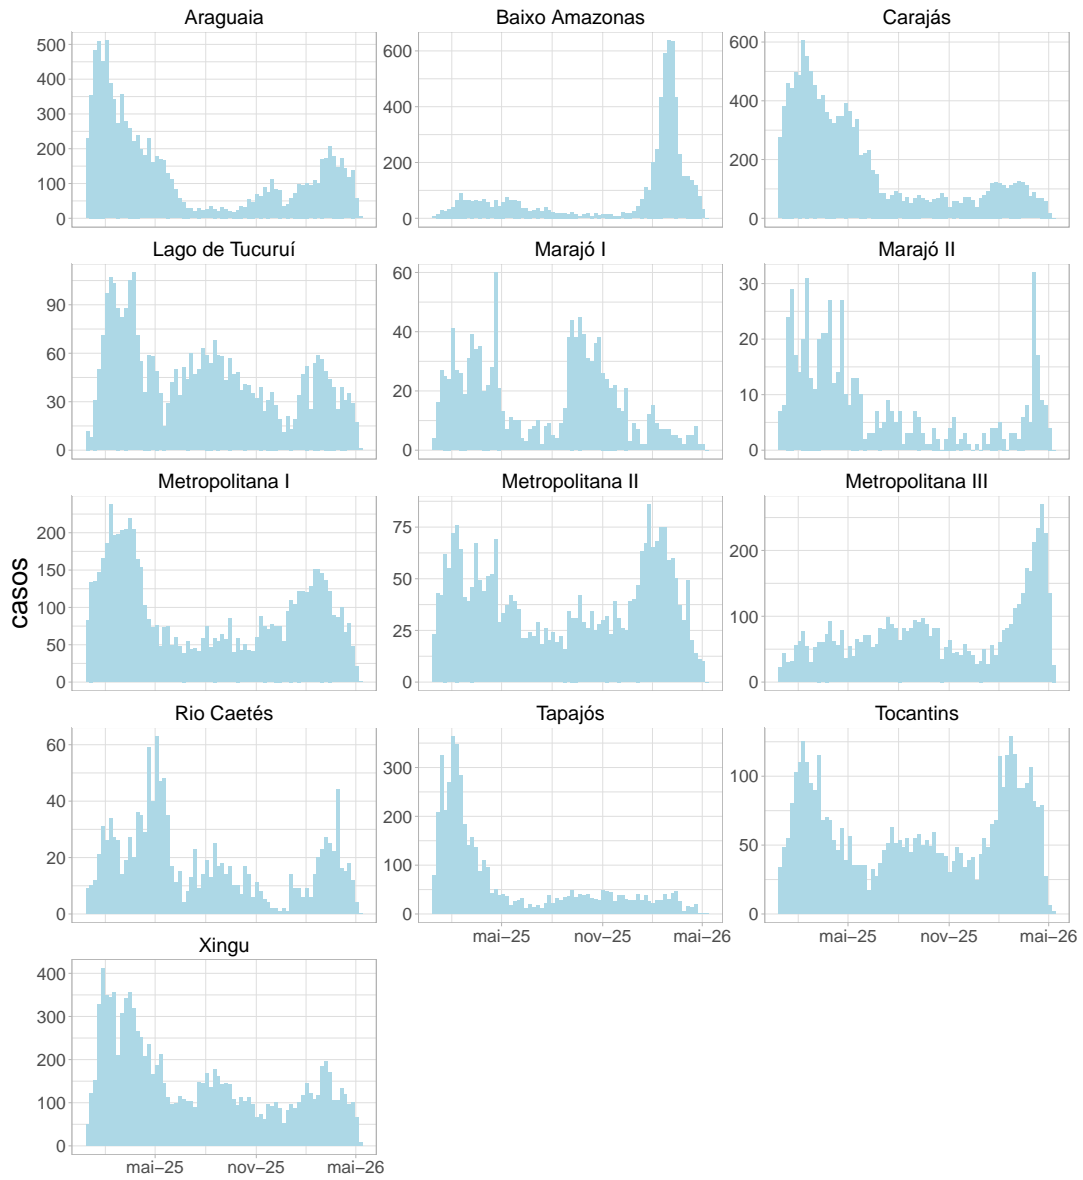 Araguaia
Baixo Amazonas
Carajás
500
400
300
200
100
0
600
400
200
0
600
400
200
0
Lago de Tucuruí
Marajó I
Marajó II
90
60
30
0
60
40
20
0
30
20
10
0
Metropolitana I
Metropolitana II
Metropolitana III
200
150
100
50
0
75
50
25
0
200
100
0
casos
Rio Caetés
Tapajós
Tocantins
60
40
20
0
300
200
100
0
100
50
0
mai−25
nov−25
mai−26
mai−25
nov−25
mai−26
Xingu
400
300
200
100
0
mai−25
nov−25
mai−26